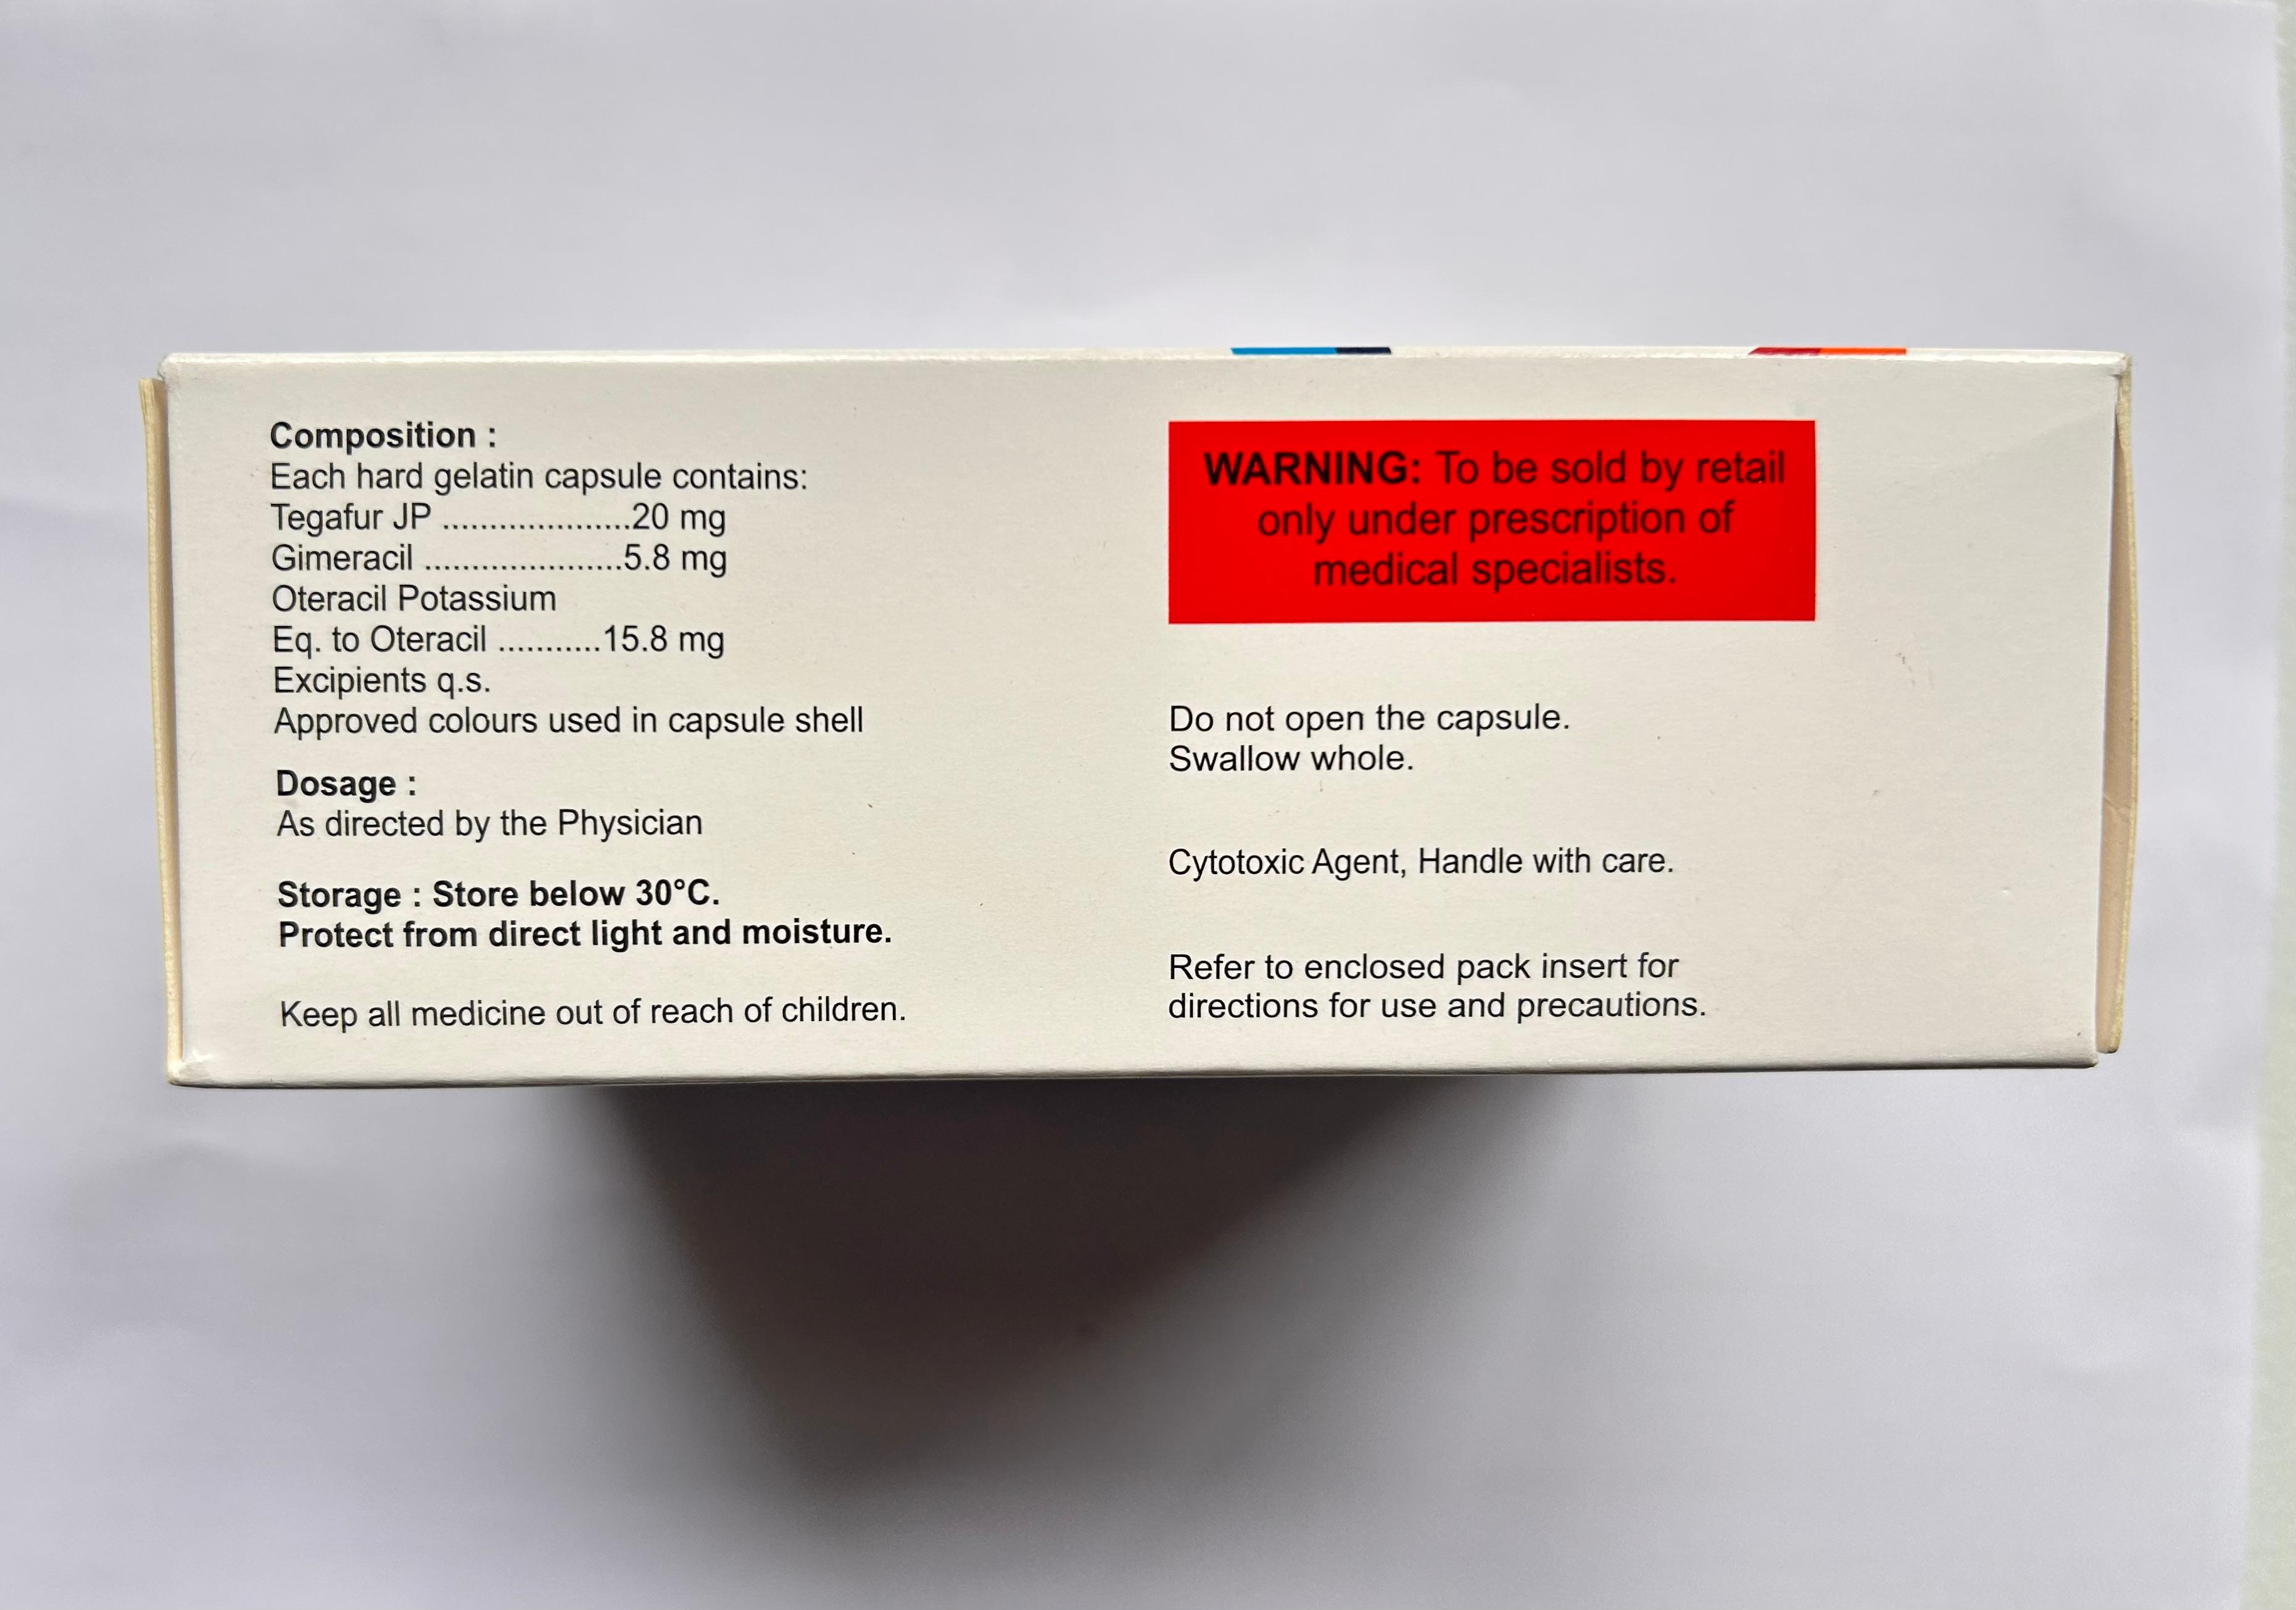 Composition :
Each hard gelatin capsule contains:
Tegafur JP ....................20 mg
Gimeracil .....................5.8 mg
Oteracil Potassium
Eq. to Oteracil ...........15.8 mg
Excipients q.s.
Approved colours used in capsule shell
Dosage :
As directed by the Physician
Storage : Store below 30°C.
Protect from direct light and moisture.
Keep all medicine out of reach of children.
WARNING: To be sold by retail
only under prescription of
medical specialists.
Do not open the capsule.
Swallow whole.
Cytotoxic Agent, Handle with care.
Refer to enclosed pack insert for
directions for use and precautions.